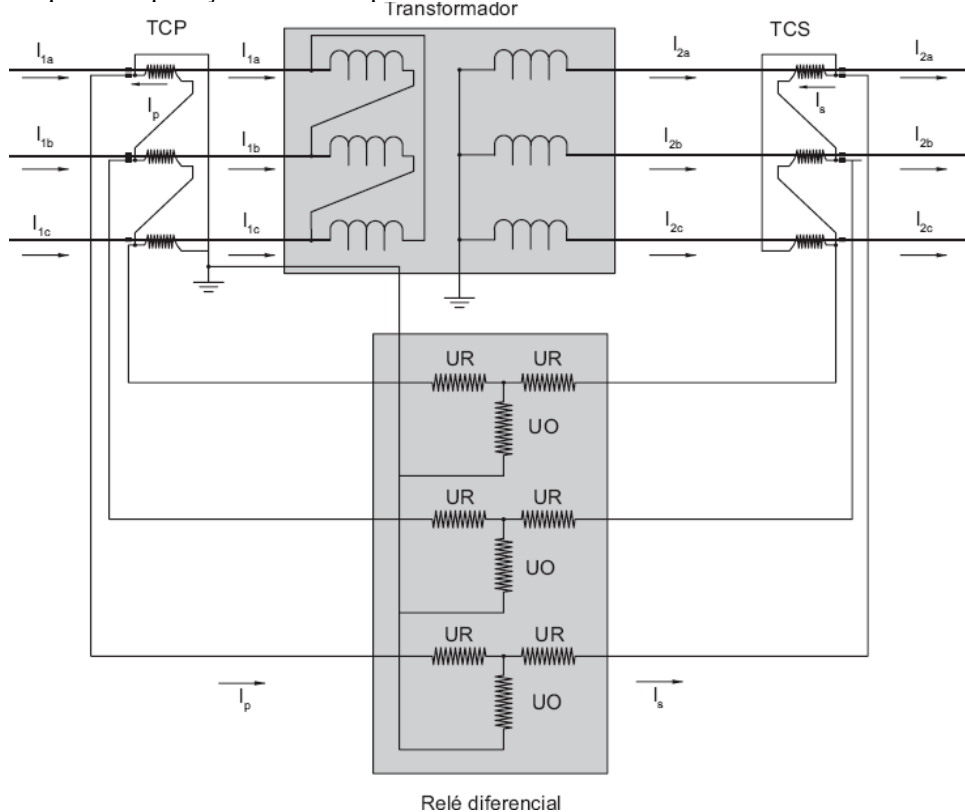 Transformador
TCP
TCS
I1a
I1a
I2a
I2a
Ip
Is
I1b
I1b
I2b
I2b
I1c
I1c
I2c
I2c
UR UR
UO
UR UR
UO
UR UR
UO
Ip
Is
Relé diferencial